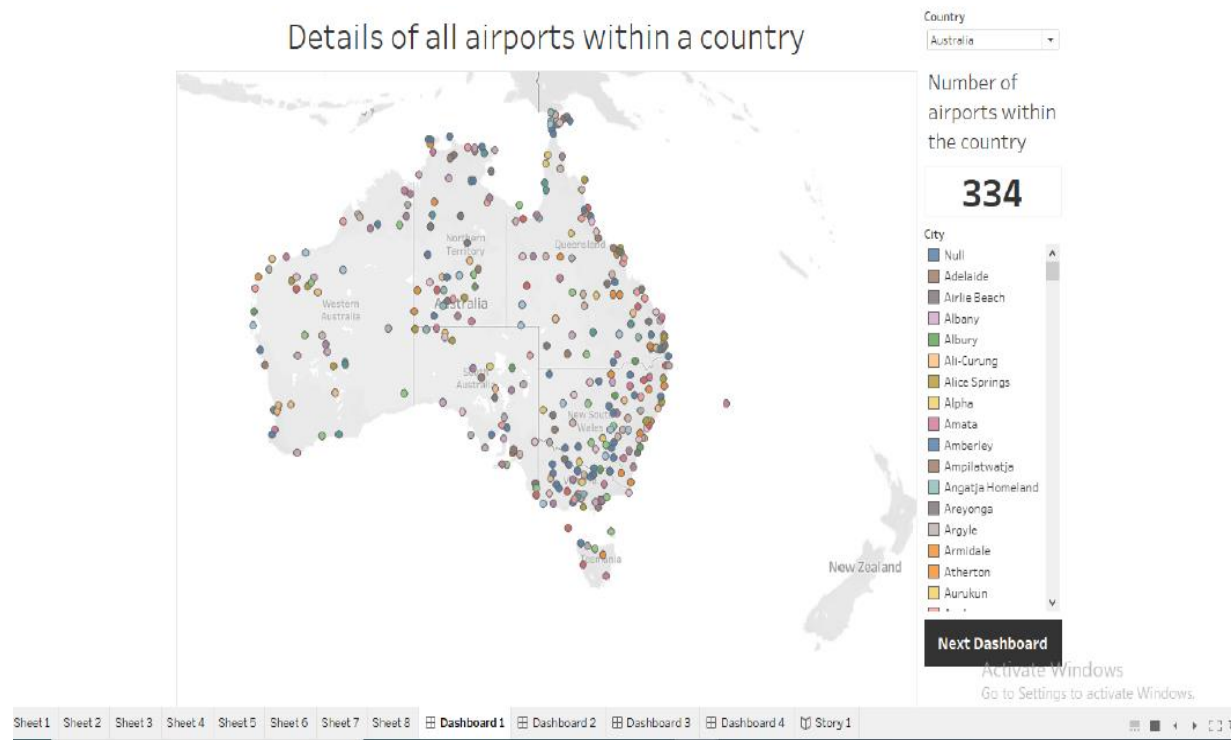 Details of all airports within a country
Country
Australia
Number of
airports within
the country
334
City
Null
Adelaide
Airlie Beach
Albany
Albury
Ali-Curung
Alice Springs
Alpha
Amata
Amberley
Ampilatwatja
Angatja Homeland
Areyonga
Argyle
Armidale
Atherton
Aurukun
Northern
Territory
Queensland
Western
Australia
Australia
South
Australia
New South
Wales
Tasmania
New Zealand
Next Dashboard
Activate Windows
Go to Settings to activate Windows.
Sheet 1 Sheet 2 Sheet 3 Sheet 4 Sheet 5 Sheet 6 Sheet 7 Sheet 8 Dashboard 1 Dashboard 2 Dashboard 3 Dashboard 4 Story 1